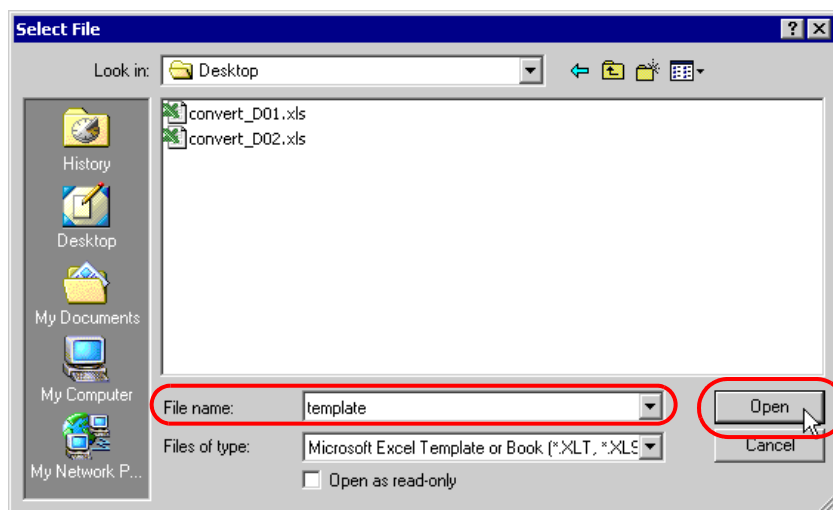 Select File
Look in: Desktop
convert_D01.xls
convert_D02.xls
History
Desktop
My Documents
My Computer
My Network P...
File name: template
Open
Files of type: Microsoft Excel Template or Book (*.XLT, *.XLS
Cancel
Open as read-only